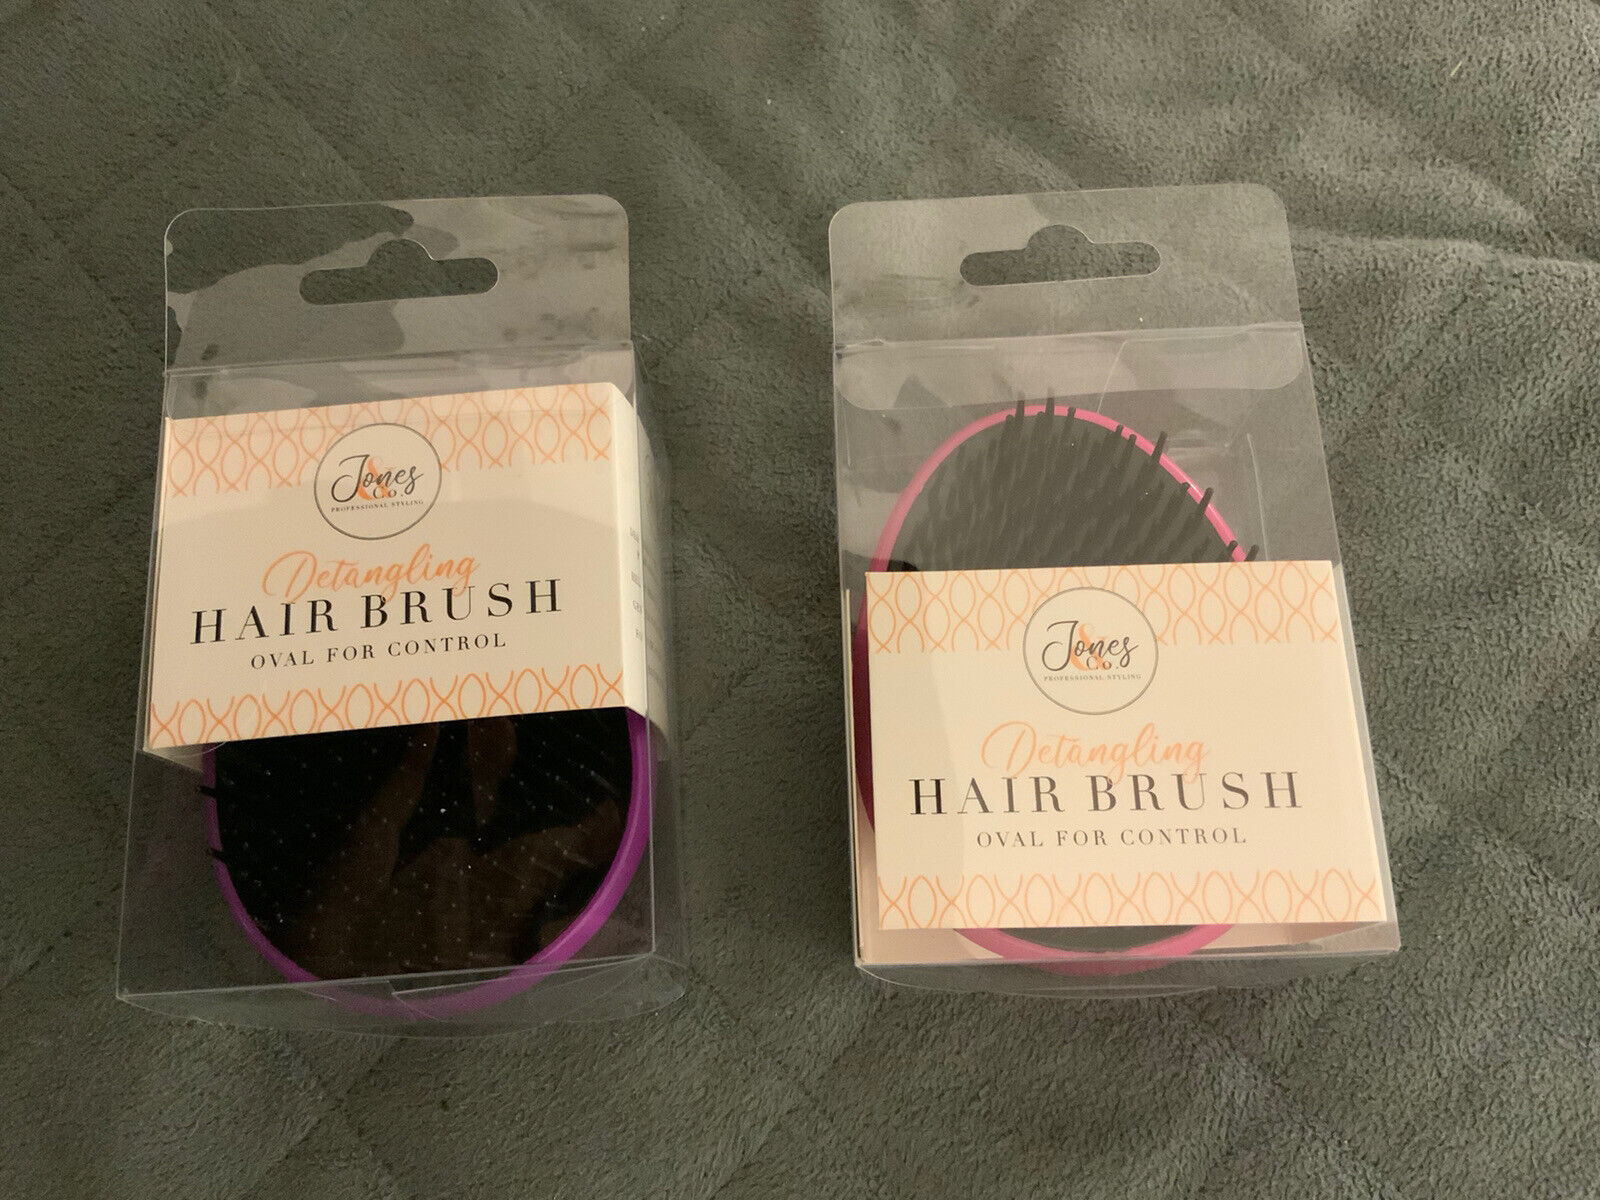 Jones
& Co.
PROFESSIONAL STYLING
Detangling
HAIR BRUSH
OVAL FOR CONTROL
Jones
& Co.
PROFESSIONAL STYLING
Detangling
HAIR BRUSH
OVAL FOR CONTROL